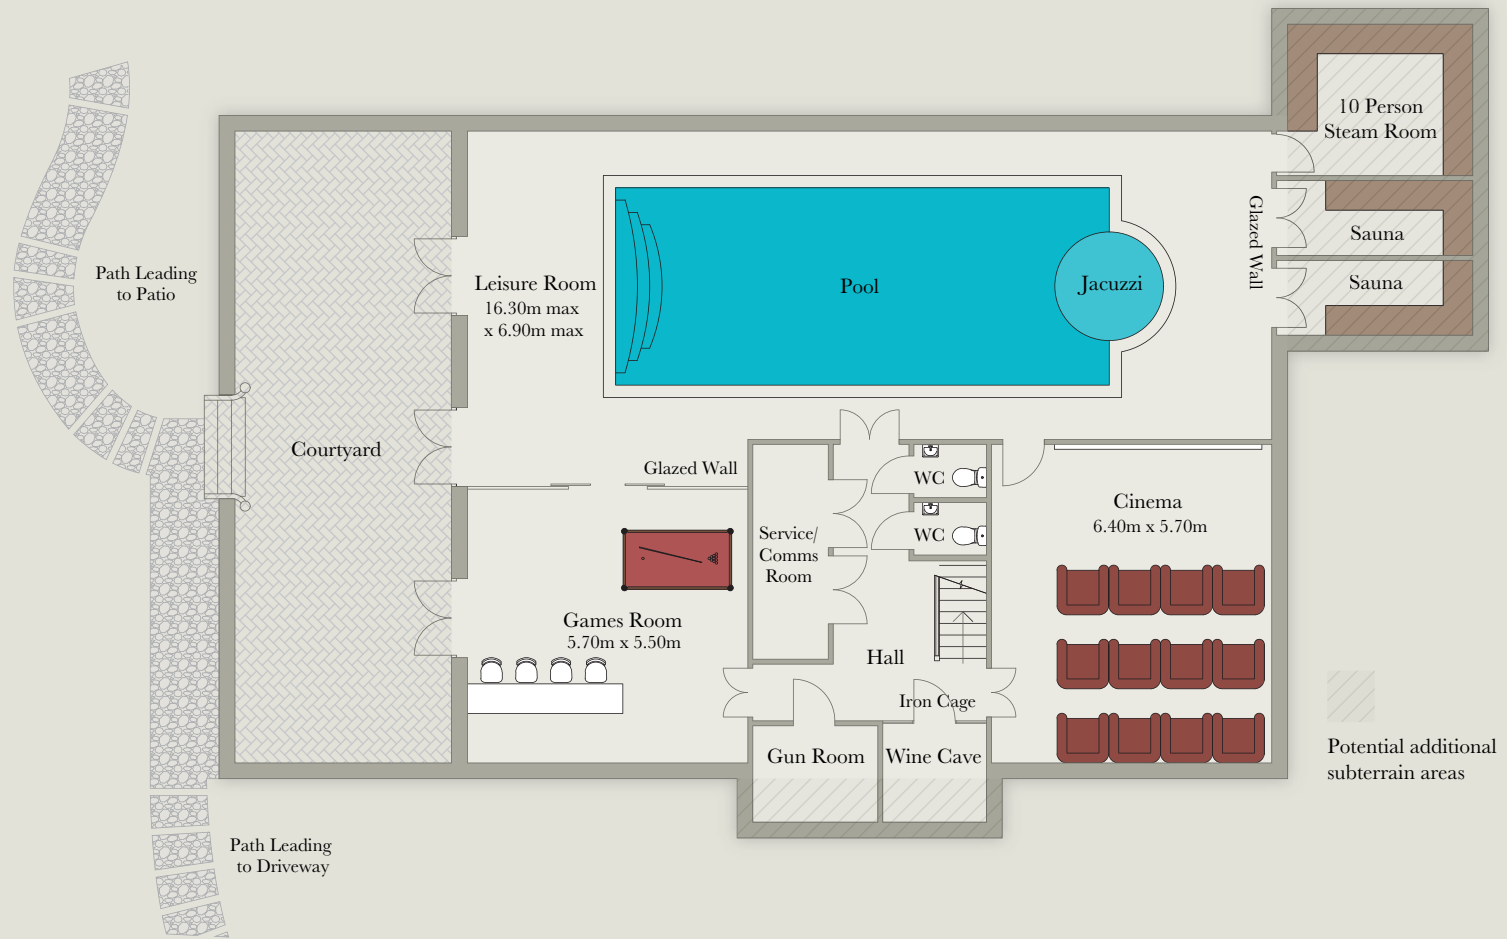 10 Person
Steam Room
Glazed Wall
Sauna
Sauna
Path Leading
to Patio
Leisure Room
16.30m max
x 6.90m max
Pool
Jacuzzi
Courtyard
Glazed Wall
WC
WC
Service/
Comms
Room
Cinema
6.40m x 5.70m
Games Room
5.70m x 5.50m
Hall
Iron Cage
Gun Room
Wine Cave
Potential additional
subterrain areas
Path Leading
to Driveway